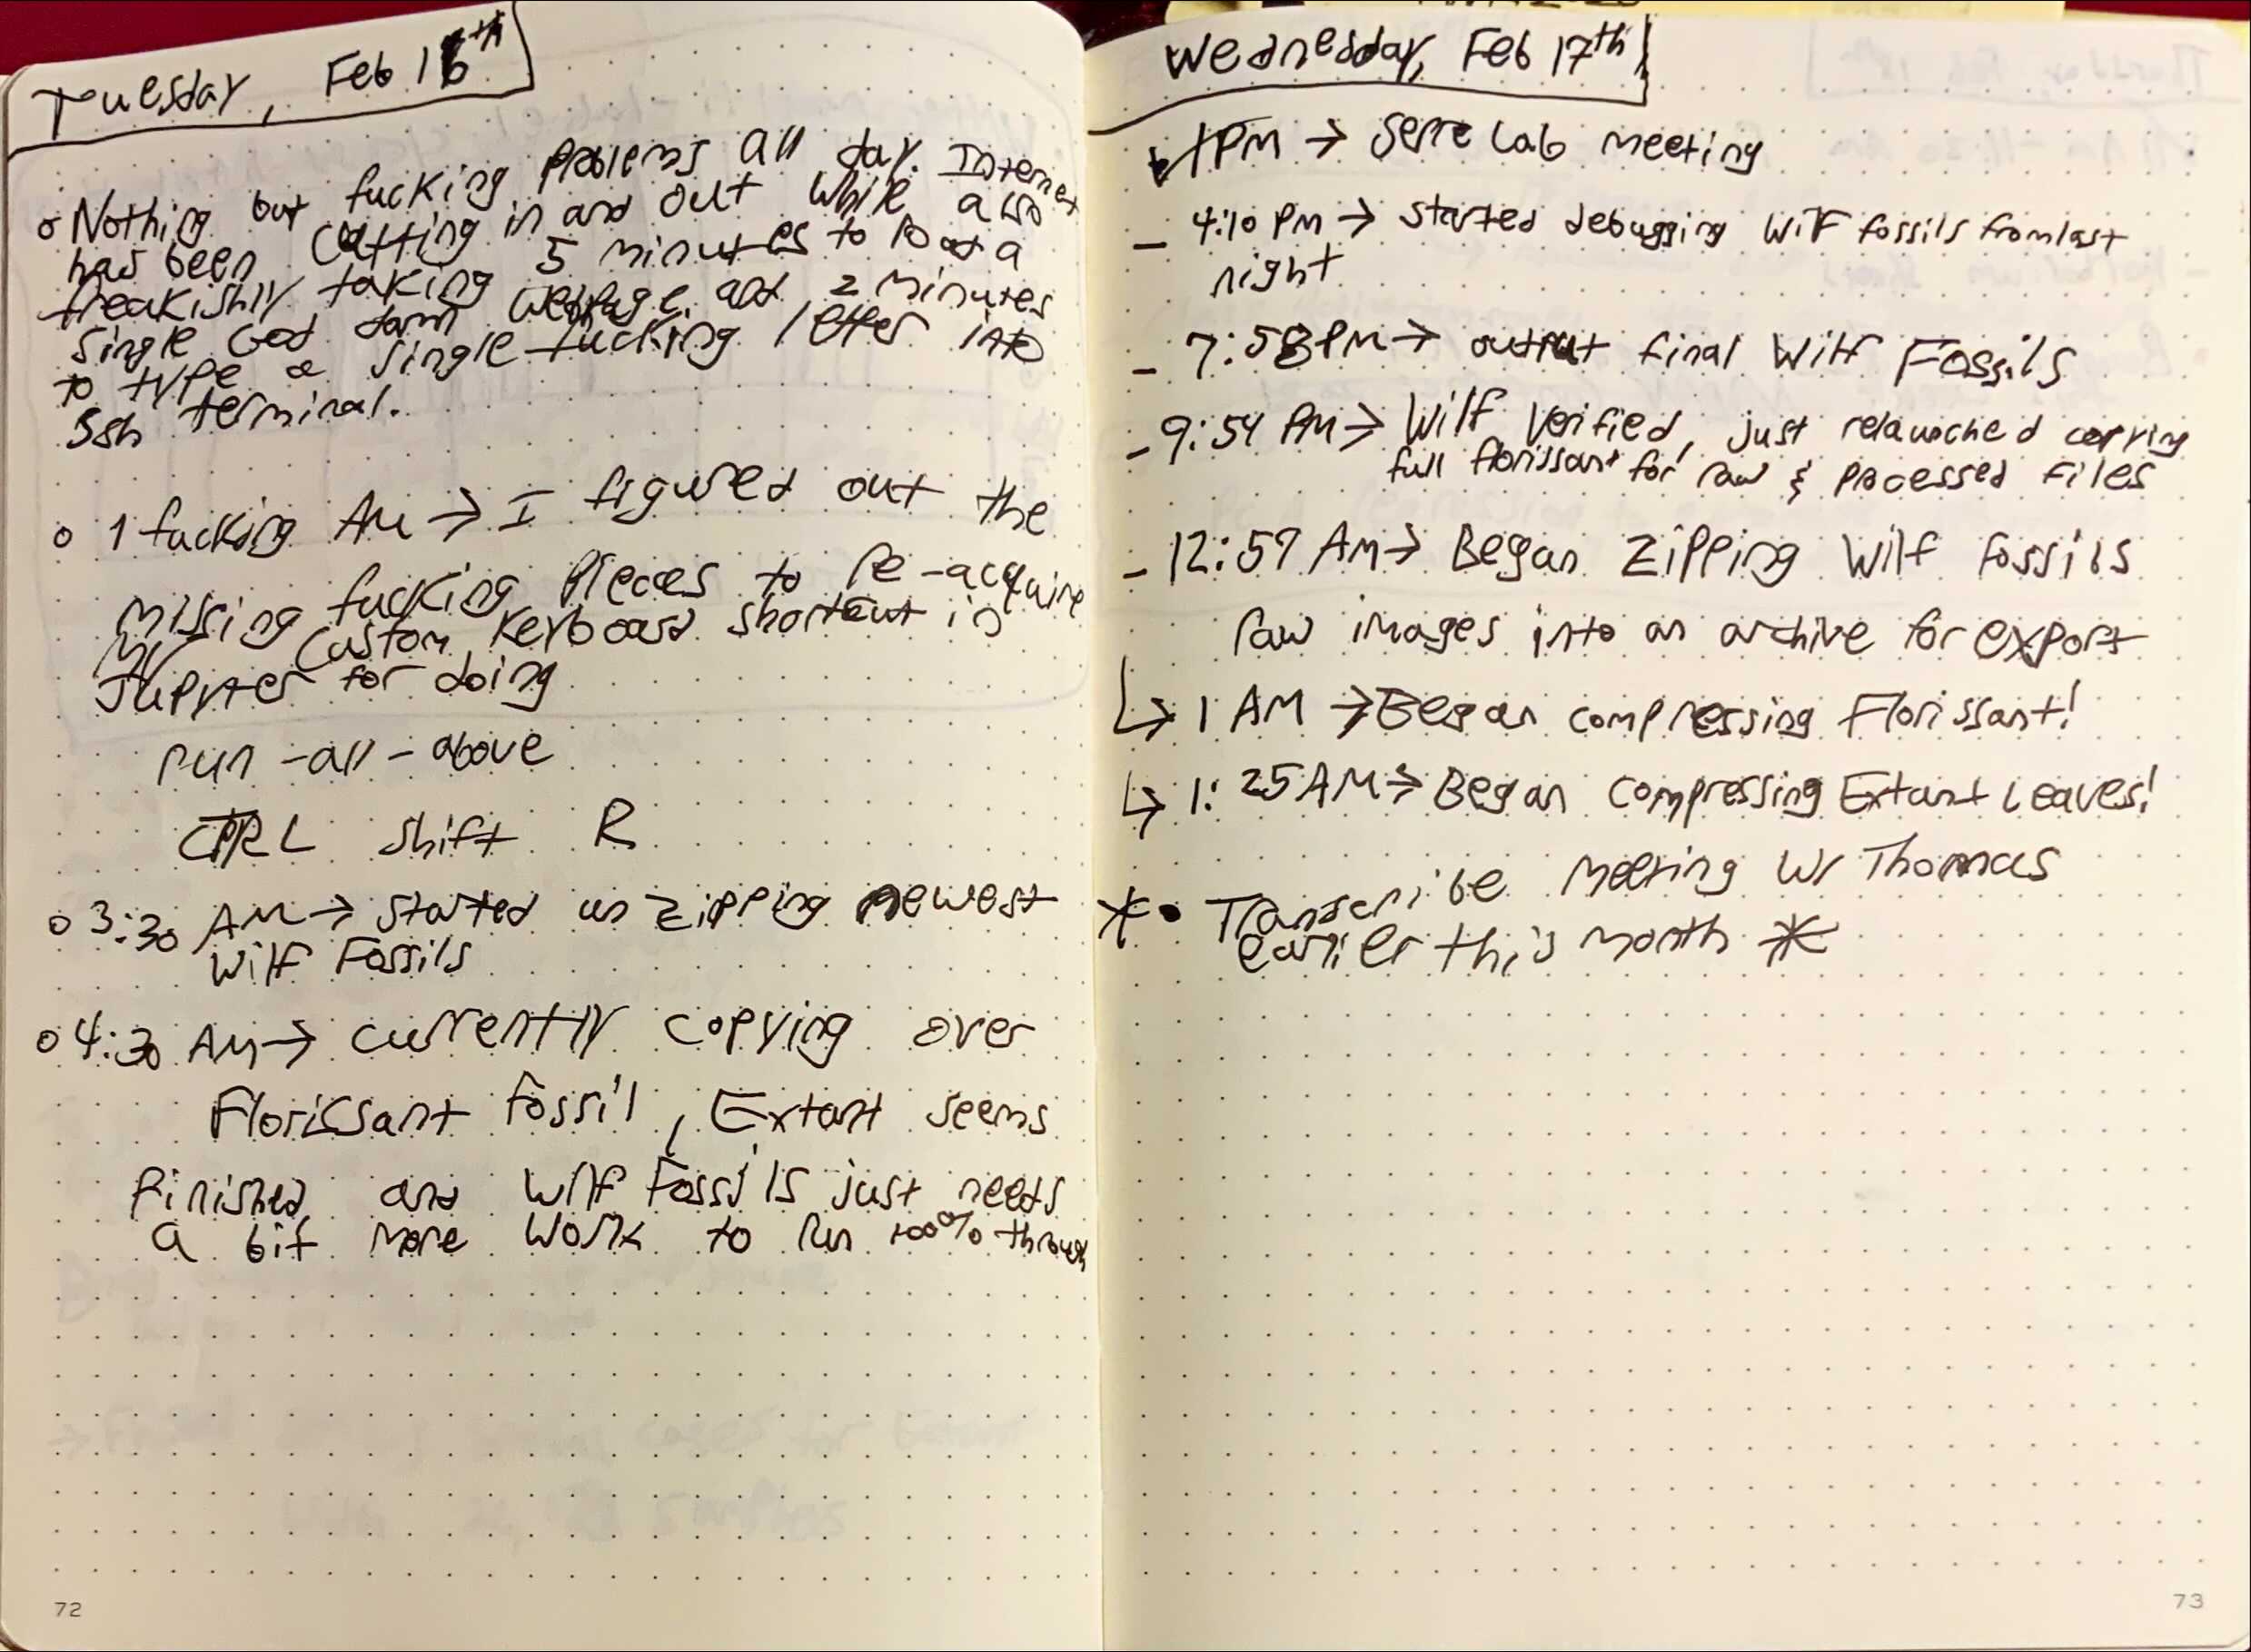 Tuesday, Feb 16th
o Nothing but fucking problems all day. Internet
has been cutting in and out while also
freakishly taking 5 minutes to load a
single God damn webpage, and 2 minutes
to type a single fucking letter into
ssh terminal.
o 1 fucking AM → I figured out the
missing fucking pieces to re-acquire
my custom keyboard shortcut in
Jupyter for doing
run-all-above
CTRL shift R
o 3:30 AM → started unzipping newest
Wilf Fossils
o 4:30 AM → currently copying over
Florissant fossil, Extant seems
finished and Wilf Fossils just needs
a bit more work to run 100% through
72
Wednesday, Feb 17th
1PM → Serre Lab meeting
- 4:10 PM → started debugging Wilf fossils from last
night
- 7:58 PM → output final Wilf Fossils
- 9:54 PM → Wilf verified, just relaunched copying
full florissant for raw & processed files
- 12:57 AM → Began zipping Wilf fossils
raw images into an archive for export
↳ 1 AM → Began compressing Florissant!
↳ 1:25 AM → Began compressing Extant Leaves!
* • Transcribe meeting w/ Thomas
earlier this month *
73